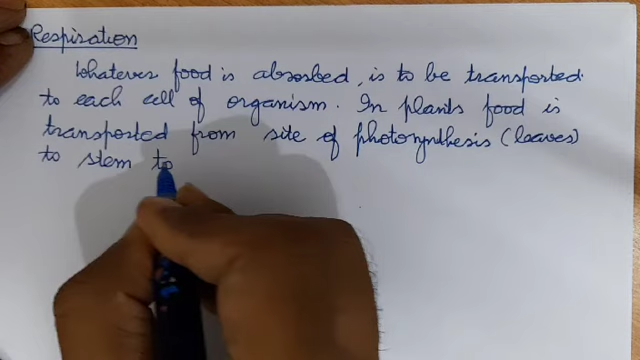 Respiration
Whatever food is absorbed, is to be transported
to each cell of organism. In plants food is
transported from site of photosynthesis (leaves)
to stem to